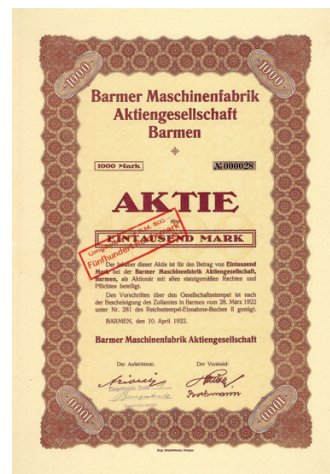 1000
1000
Barmer Maschinenfabrik
Aktiengesellschaft
Barmen
1000 Mark
№ 000028
AKTIE
über
EINTAUSEND MARK
Fünfhundert
Der Inhaber dieser Aktie ist für den Betrag von Eintausend
Mark bei der Barmer Maschinenfabrik Aktiengesellschaft,
Barmen, als Aktionär mit allen statutgemäßen Rechten und
Pflichten beteiligt.
Den Vorschriften über den Geschäftsstempel ist nach
der Bescheinigung des Zollamtes in Barmen vom 28. März 1922
unter Nr. 281 des Reichsstempel-Einnahme-Buches II genügt.
BARMEN, den 10. April 1922.
Barmer Maschinenfabrik Aktiengesellschaft
Der Aufsichtsrat:
Der Vorstand:
1000
1000